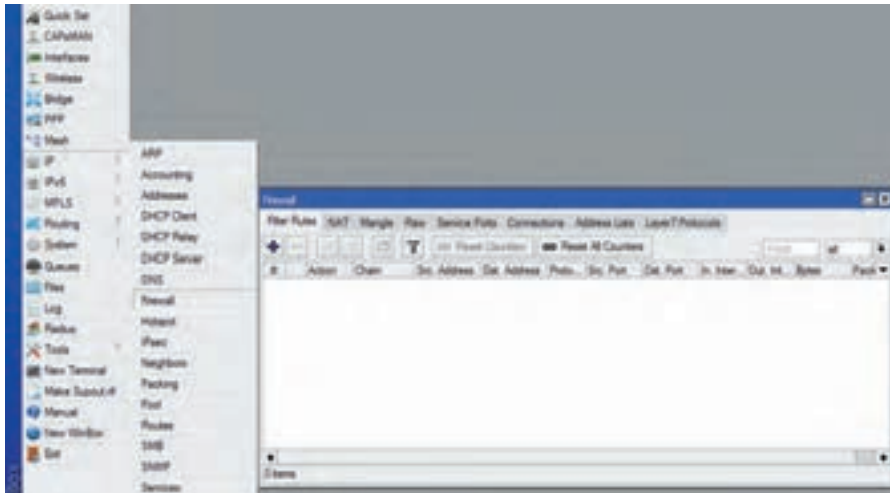 Quick Set
CAPsMAN
Interfaces
Wireless
Bridge
PPP
Mesh
IP
IPv6
MPLS
Routing
System
Queues
Files
Log
Radius
Tools
New Terminal
Make Supout.rif
Manual
New WinBox
Exit
ARP
Accounting
Addresses
DHCP Client
DHCP Relay
DHCP Server
DNS
Firewall
Hotspot
IPsec
Neighbors
Packing
Pool
Routes
SMB
SNMP
Services
Firewall
Filter Rules NAT Mangle Raw Service Ports Connections Address Lists Layer7 Protocols
Reset Counters Reset All Counters Find all
# Action Chain Src. Address Dst. Address Proto... Src. Port Dst. Port In. Inter... Out. Int... Bytes Pack
0 items